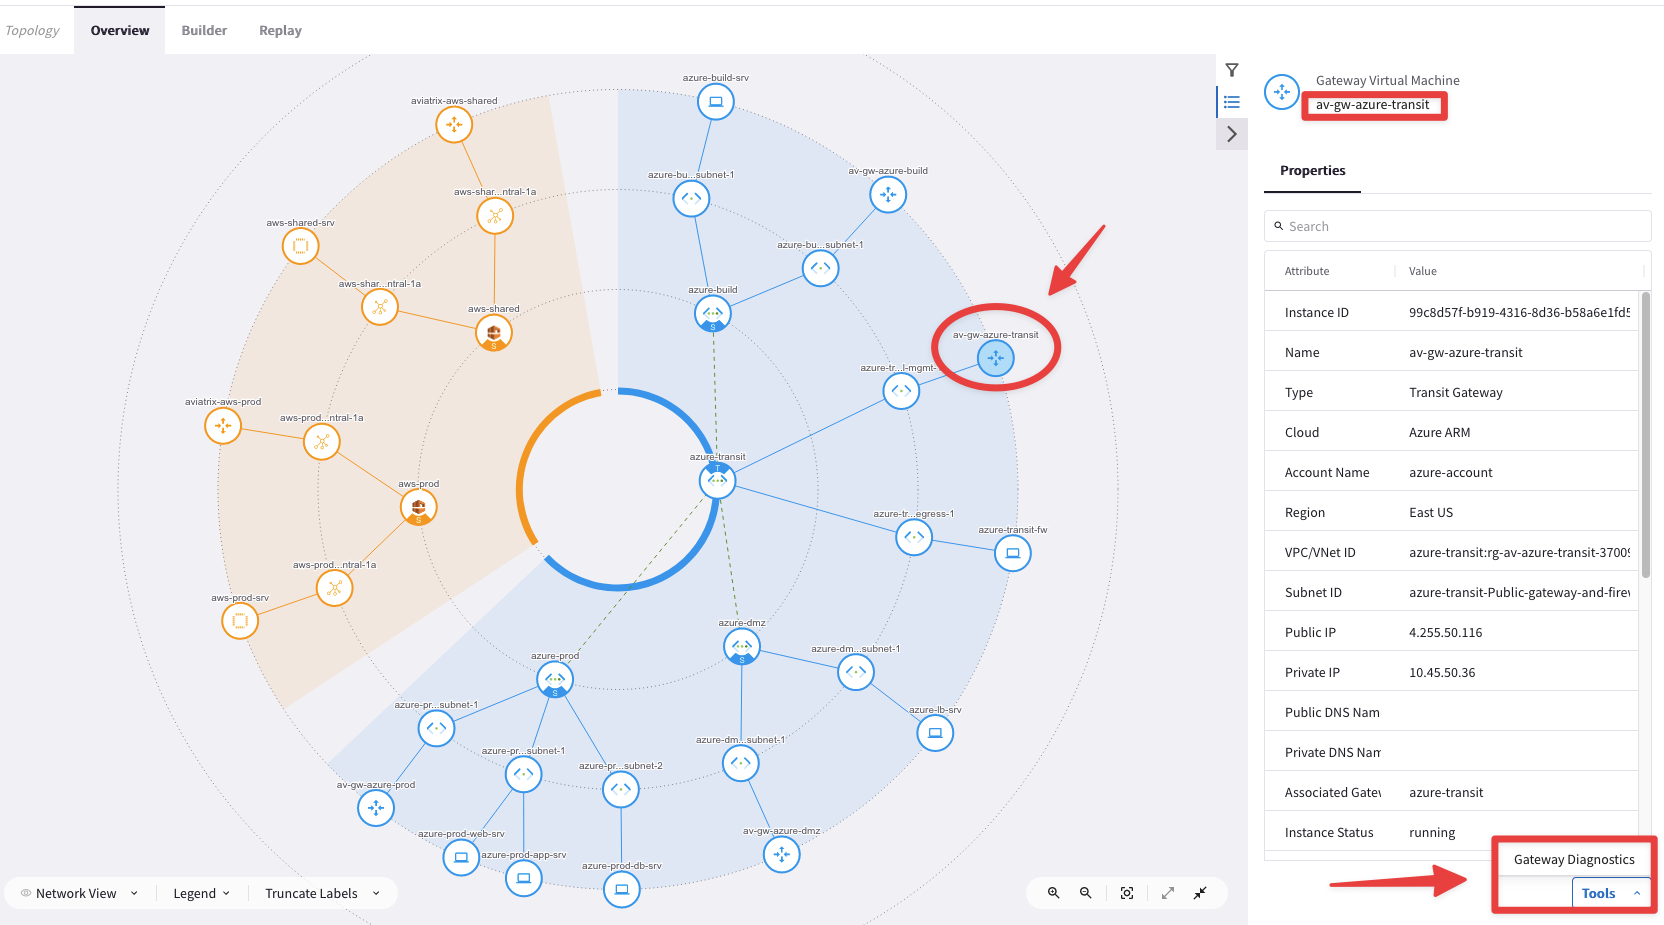 Topology
Overview
Builder
Replay
azure-build-srv
aviatrix-aws-shared
azure-bu...subnet-1
av-gw-azure-build
aws-shar...ntral-1a
aws-shared-srv
azure-bu...subnet-1
aws-shar...ntral-1a
azure-build
S
aws-shared
S
av-gw-azure-transit
azure-tr...l-mgmt-
aviatrix-aws-prod
aws-prod...ntral-1a
azure-transit
T
aws-prod
S
azure-tr...egress-1
azure-transit-fw
aws-prod...ntral-1a
aws-prod-srv
azure-dmz
S
azure-dm...subnet-1
azure-prod
S
azure-pr...subnet-1
azure-lb-srv
azure-pr...subnet-1
azure-dm...subnet-1
azure-pr...subnet-2
av-gw-azure-prod
azure-prod-web-srv
av-gw-azure-dmz
azure-prod-app-srv
azure-prod-db-srv
Network View
Legend
Truncate Labels
Gateway Virtual Machine
av-gw-azure-transit
Properties
Search
Attribute Value
Instance ID 99c8d57f-b919-4316-8d36-b58a6e1fd5
Name av-gw-azure-transit
Type Transit Gateway
Cloud Azure ARM
Account Name azure-account
Region East US
VPC/VNet ID azure-transit:rg-av-azure-transit-3700
Subnet ID azure-transit-Public-gateway-and-fire
Public IP 4.255.50.116
Private IP 10.45.50.36
Public DNS Nam
Private DNS Nam
Associated Gate azure-transit
Instance Status running
Gateway Diagnostics
Tools